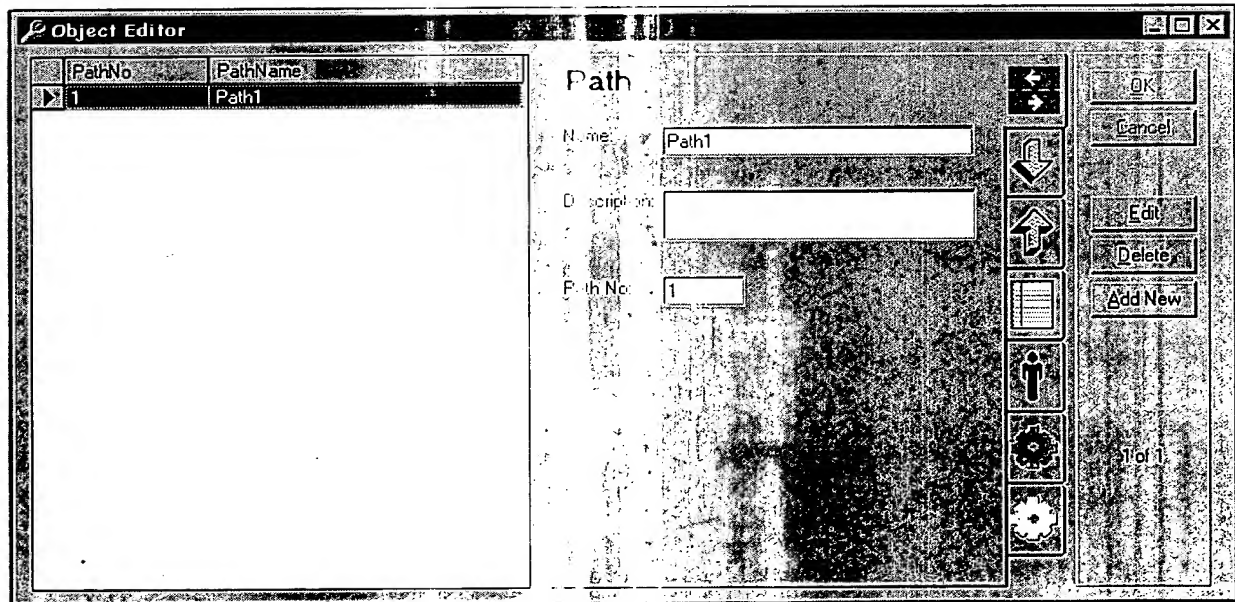 Object Editor
PathNo PathName
1 Path1
Path
Name: Path1
Description:
Path No: 1
OK
Cancel
Edit
Delete
Add New
1 of 1